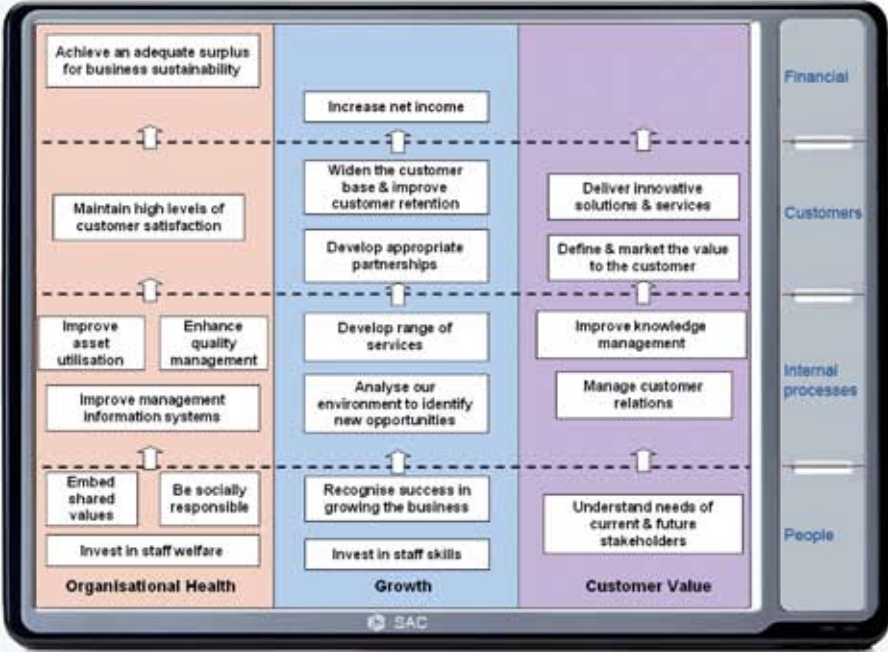 Achieve an adequate surplus
for business sustainability
Increase net income
Financial
Maintain high levels of
customer satisfaction
Widen the customer
base & improve
customer retention
Develop appropriate
partnerships
Deliver innovative
solutions & services
Define & market the value
to the customer
Customers
Improve
asset
utilisation
Enhance
quality
management
Improve management
information systems
Develop range of
services
Analyse our
environment to identify
new opportunities
Improve knowledge
management
Manage customer
relations
Internal
processes
Embed
shared
values
Be socially
responsible
Invest in staff welfare
Recognise success in
growing the business
Invest in staff skills
Understand needs of
current & future
stakeholders
People
Organisational Health
Growth
Customer Value
SAC